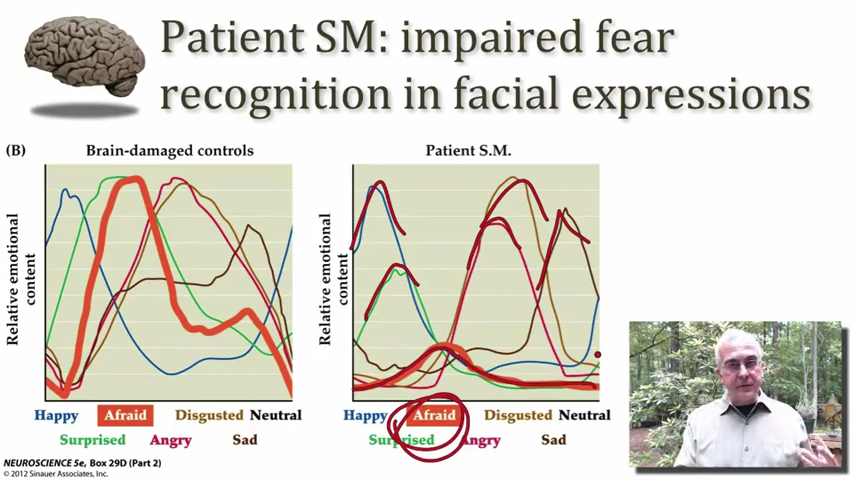 Patient SM: impaired fear
recognition in facial expressions
(B)
Brain-damaged controls
Patient S.M.
Relative emotional
content
Relative emotional
content
Happy Afraid Disgusted Neutral
Surprised Angry Sad
Happy Afraid Disgusted Neutral
Surprised Angry Sad
NEUROSCIENCE 5e, Box 29D (Part 2)
© 2012 Sinauer Associates, Inc.